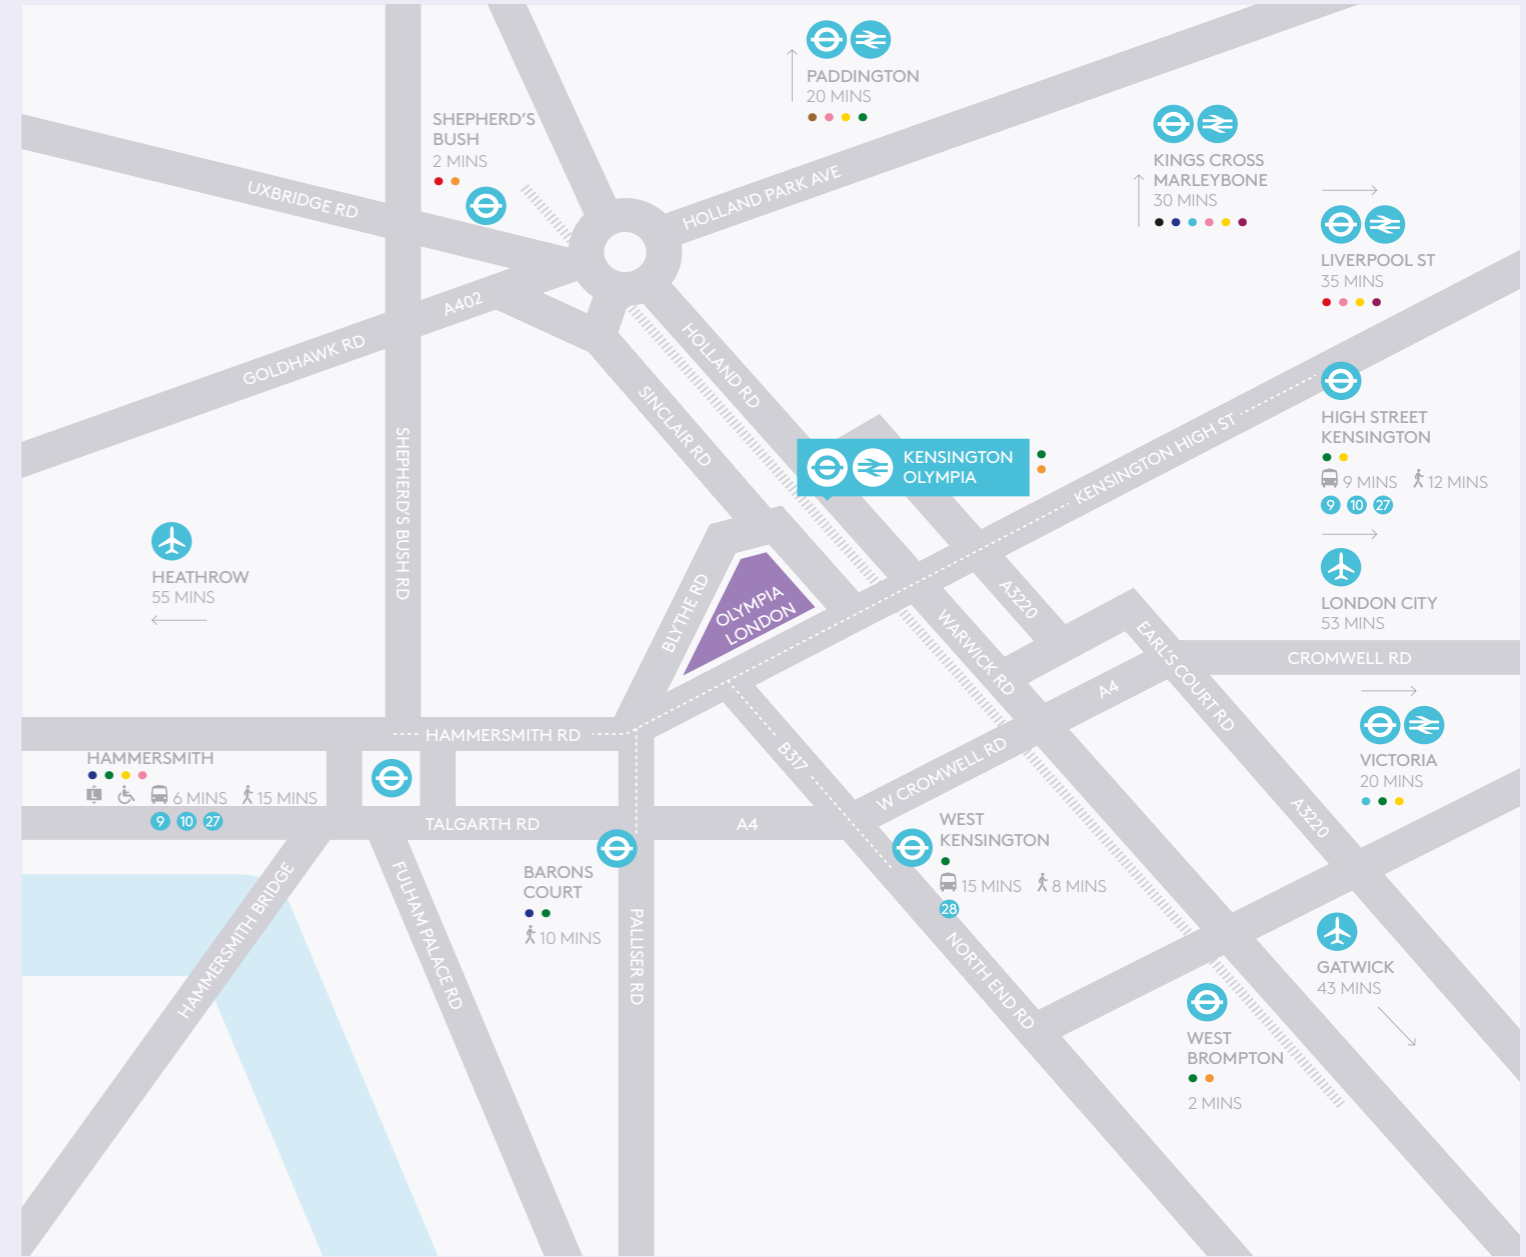 PADDINGTON
20 MINS
SHEPHERD'S
BUSH
2 MINS
KINGS CROSS
MARLEYBONE
30 MINS
UXBRIDGE RD
HOLLAND PARK AVE
LIVERPOOL ST
35 MINS
A402
GOLDHAWK RD
HOLLAND RD
SINCLAIR RD
HIGH STREET
KENSINGTON
9 MINS 12 MINS
9 10 27
KENSINGTON
OLYMPIA
KENSINGTON HIGH ST
SHEPHERD'S BUSH RD
HEATHROW
55 MINS
LONDON CITY
53 MINS
BLYTHE RD
OLYMPIA
LONDON
A3220
WARWICK RD
EARL'S COURT RD
CROMWELL RD
A4
HAMMERSMITH RD
B317
W CROMWELL RD
VICTORIA
20 MINS
HAMMERSMITH
L 6 MINS 15 MINS
9 10 27
TALGARTH RD
A4
A3220
WEST
KENSINGTON
15 MINS 8 MINS
28
BARONS
COURT
10 MINS
HAMMERSMITH BRIDGE
FULHAM PALACE RD
PALLISER RD
NORTH END RD
GATWICK
43 MINS
WEST
BROMPTON
2 MINS